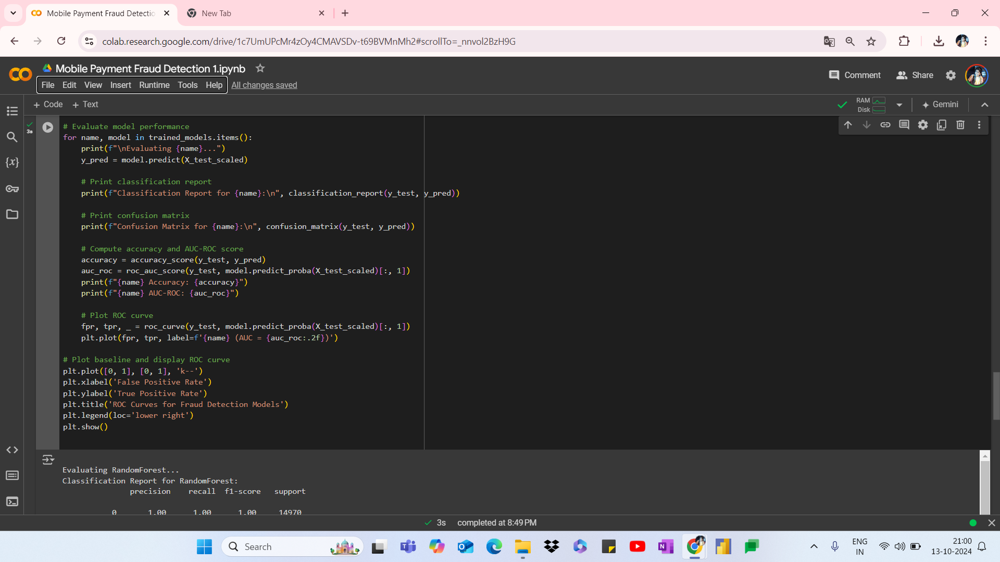 Mobile Payment Fraud Detectio
New Tab
colab.research.google.com/drive/1c7UmUPcMr4zOy4CMAVSDv-t69BVMnMh2#scrollTo=_nnvol2BzH9G
Mobile Payment Fraud Detection 1.ipynb
Comment
Share
File Edit View Insert Runtime Tools Help All changes saved
+ Code + Text
RAM
Disk
Gemini
3s
# Evaluate model performance
for name, model in trained_models.items():
    print(f"\nEvaluating {name}...")
    y_pred = model.predict(X_test_scaled)
    # Print classification report
    print(f"Classification Report for {name}:\n", classification_report(y_test, y_pred))
    # Print confusion matrix
    print(f"Confusion Matrix for {name}:\n", confusion_matrix(y_test, y_pred))
    # Compute accuracy and AUC-ROC score
    accuracy = accuracy_score(y_test, y_pred)
    auc_roc = roc_auc_score(y_test, model.predict_proba(X_test_scaled)[:, 1])
    print(f"{name} Accuracy: {accuracy}")
    print(f"{name} AUC-ROC: {auc_roc}")
    # Plot ROC curve
    fpr, tpr, _ = roc_curve(y_test, model.predict_proba(X_test_scaled)[:, 1])
    plt.plot(fpr, tpr, label=f'{name} (AUC = {auc_roc:.2f})')
# Plot baseline and display ROC curve
plt.plot([0, 1], [0, 1], 'k--')
plt.xlabel('False Positive Rate')
plt.ylabel('True Positive Rate')
plt.title('ROC Curves for Fraud Detection Models')
plt.legend(loc='lower right')
plt.show()
Evaluating RandomForest...
Classification Report for RandomForest:
precision recall f1-score support
0 1.00 1.00 1.00 14970
3s completed at 8:49 PM
Search
ENG
IN
21:00
13-10-2024